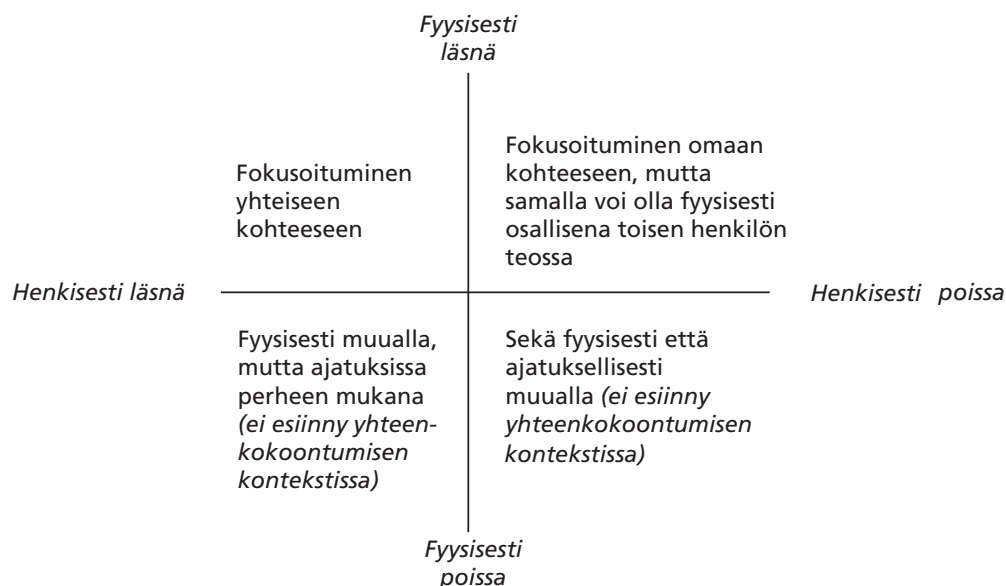 Fyysisesti
läsnä
Fokusoituminen
yhteiseen
kohteeseen
Fokusoituminen omaan
kohteeseen, mutta
samalla voi olla fyysisesti
osallisena toisen henkilön
teossa
Henkisesti läsnä
Henkisesti poissa
Fyysisesti muualla,
mutta ajatuksissa
perheen mukana
(ei esiinny yhteen-
kokoontumisen
kontekstissa)
Sekä fyysisesti että
ajatuksellisesti
muualla (ei esiinny
yhteenkokoontumisen
kontekstissa)
Fyysisesti
poissa